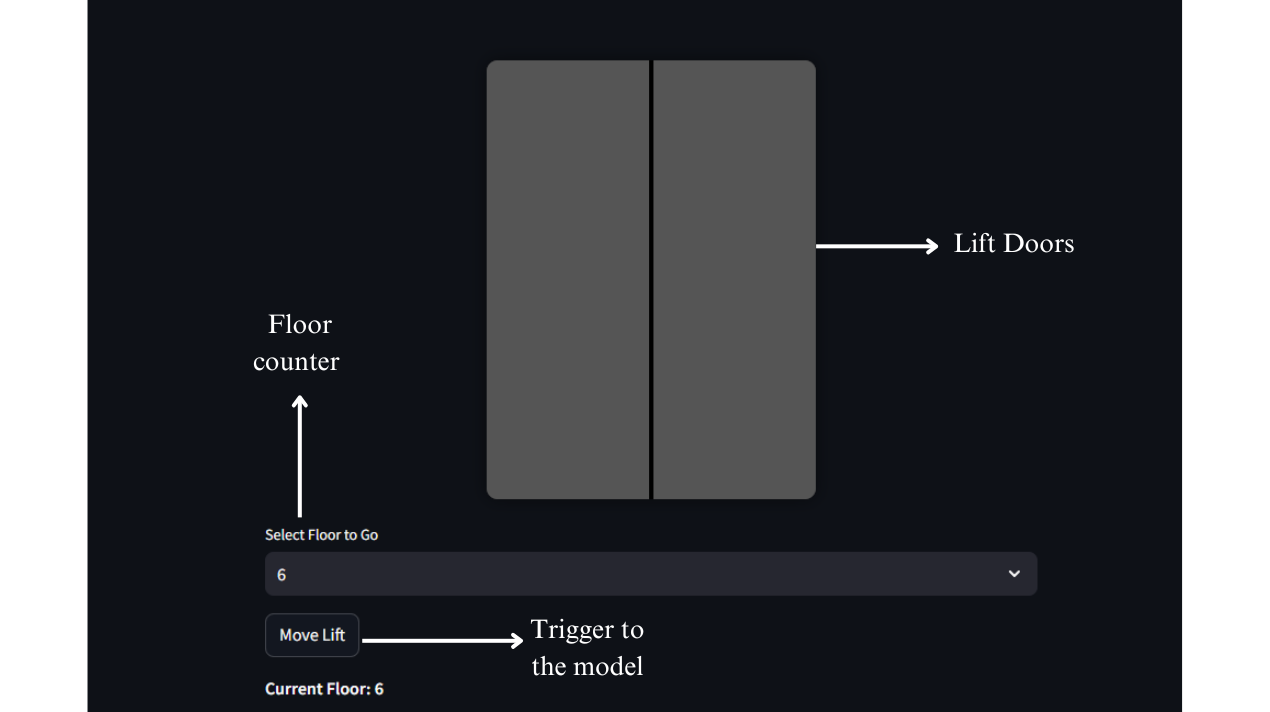 Lift Doors
Floor
counter
Select Floor to Go
6
Move Lift
Trigger to
the model
Current Floor: 6